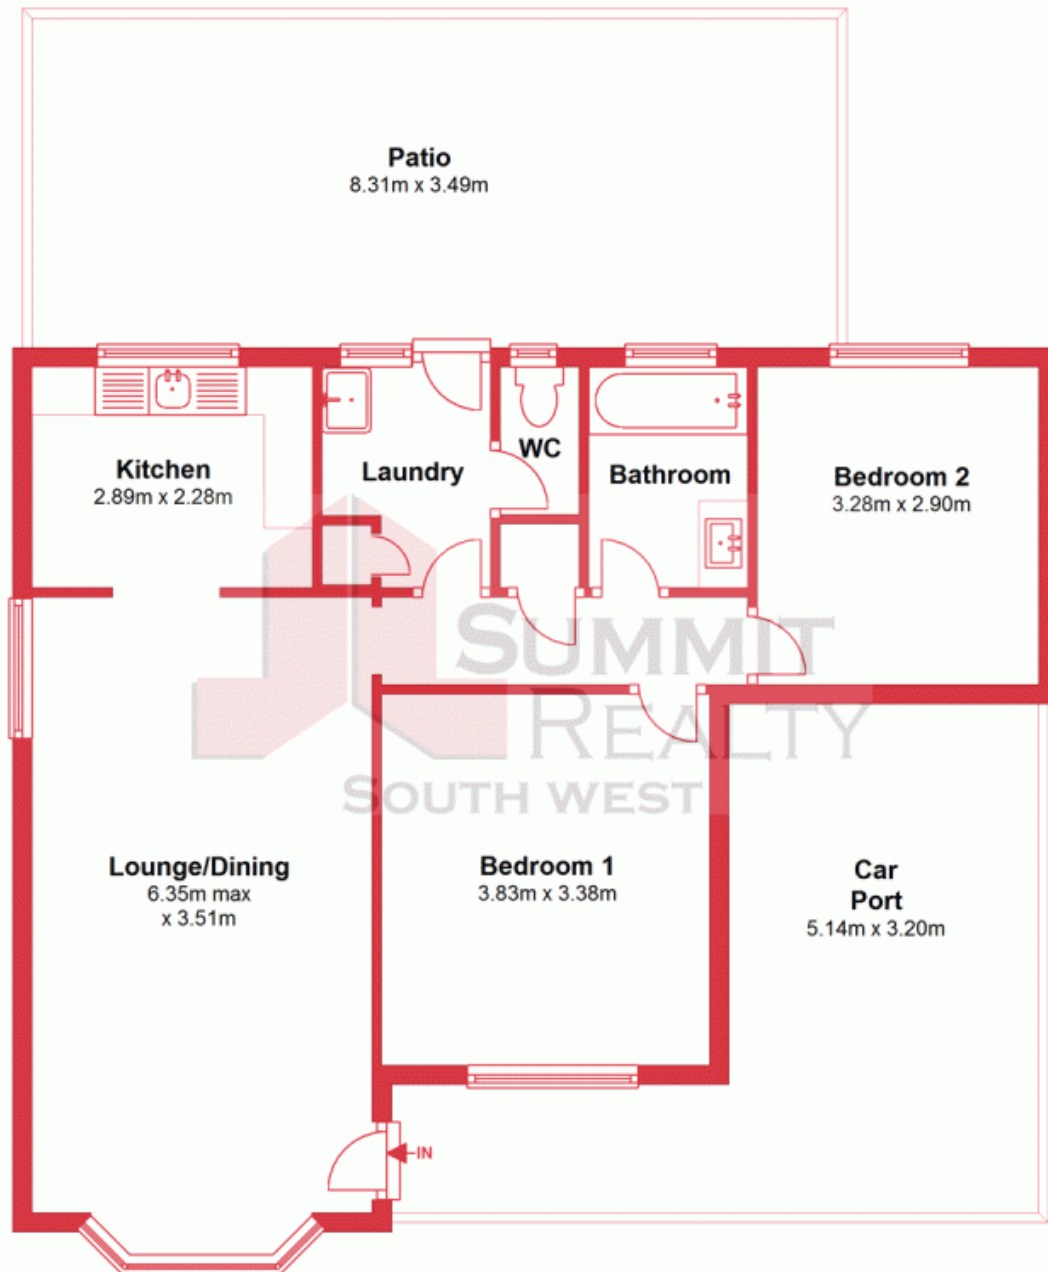 Patio
8.31m x 3.49m
Kitchen
2.89m x 2.28m
Laundry
WC
Bathroom
Bedroom 2
3.28m x 2.90m
SUMMIT
REALTY
SOUTH WEST
Lounge/Dining
6.35m max
x 3.51m
Bedroom 1
3.83m x 3.38m
Car
Port
5.14m x 3.20m
IN